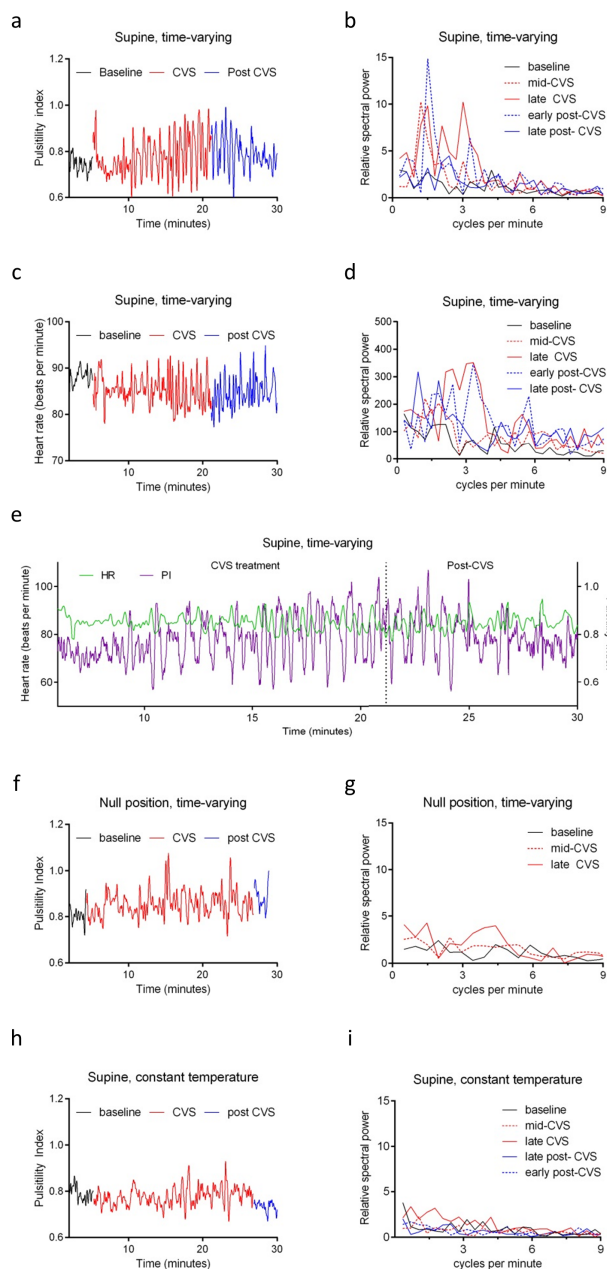 a
Supine, time-varying
Baseline CVS Post CVS
1.2
1.0
0.8
0.6
Pulsitility index
10 20 30
Time (minutes)
b
Supine, time-varying
baseline
mid-CVS
late CVS
early post-CVS
late post-CVS
15
10
5
0
Relative spectral power
0 3 6 9
cycles per minute
c
Supine, time-varying
baseline CVS post CVS
100
90
80
70
Heart rate (beats per minute)
10 20 30
Time (minutes)
d
Supine, time-varying
baseline
mid-CVS
late CVS
early post-CVS
late post- CVS
500
400
300
200
100
0
Relative spectral power
0 3 6 9
cycles per minute
e
Supine, time-varying
HR PI
CVS treatment
Post-CVS
100
80
60
Heart rate (beats per minute)
1.0
0.8
0.6
10 15 20 25 30
Time (minutes)
f
Null position, time-varying
baseline CVS post CVS
1.2
1.0
0.8
0.6
Pulsitility Index
10 20 30
Time (minutes)
g
Null position, time-varying
baseline
mid-CVS
late CVS
15
10
5
0
Relative spectral power
0 3 6 9
cycles per minute
h
Supine, constant temperature
baseline CVS post CVS
1.2
1.0
0.8
0.6
Pulsitility Index
10 20 30
Time (minutes)
i
Supine, constant temperature
baseline
mid-CVS
late CVS
late post- CVS
early post-CVS
15
10
5
0
Relative spectral power
0 3 6 9
cycles per minute